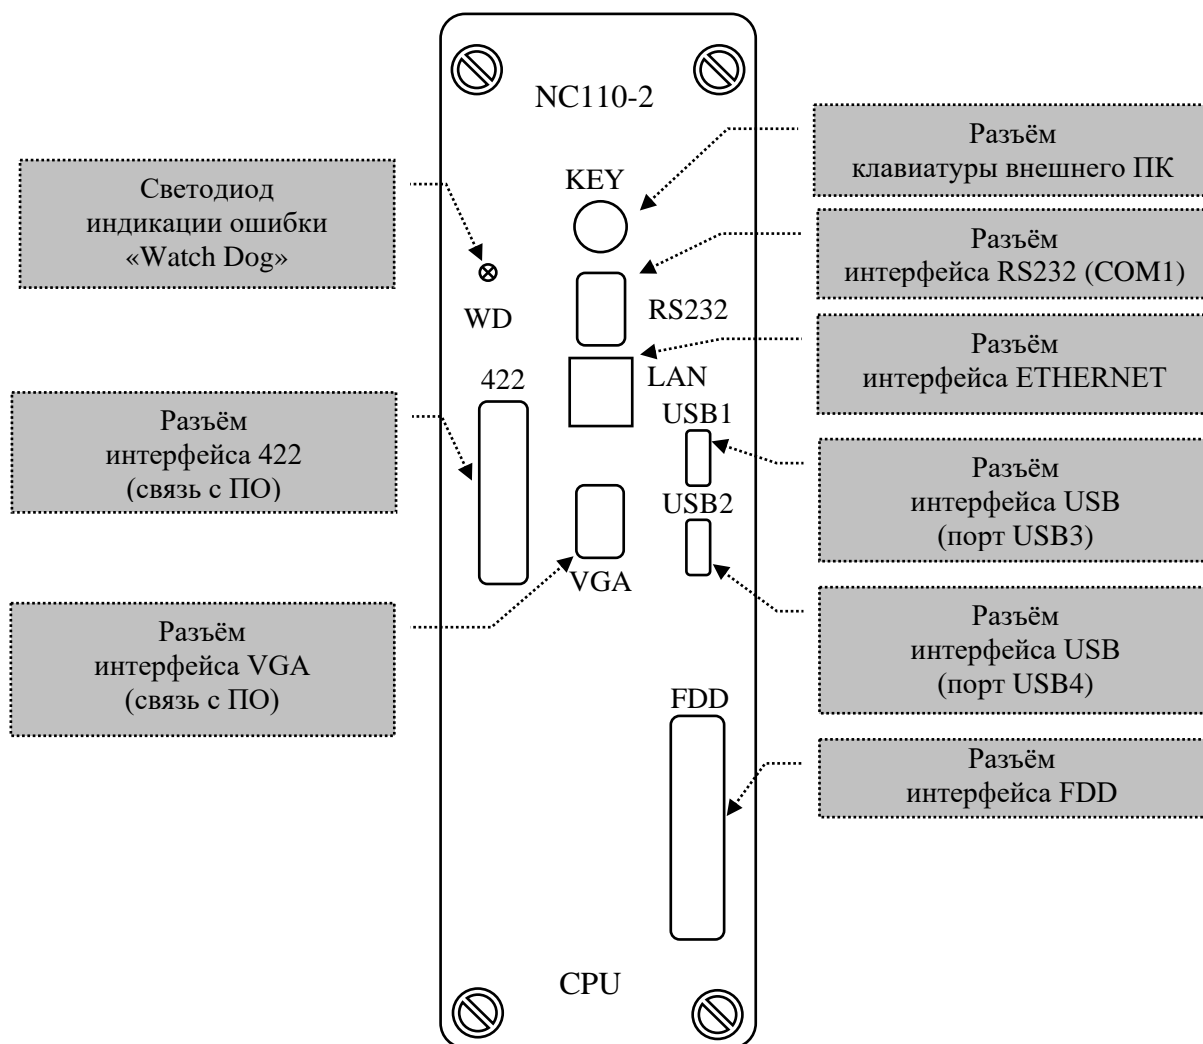 NC110-2
KEY
RS232
WD
LAN
422
USB1
USB2
VGA
FDD
CPU
Светодиод
индикации ошибки
«Watch Dog»
Разъём
интерфейса 422
(связь с ПО)
Разъём
интерфейса VGA
(связь с ПО)
Разъём
клавиатуры внешнего ПК
Разъём
интерфейса RS232 (COM1)
Разъём
интерфейса ETHERNET
Разъём
интерфейса USB
(порт USB3)
Разъём
интерфейса USB
(порт USB4)
Разъём
интерфейса FDD